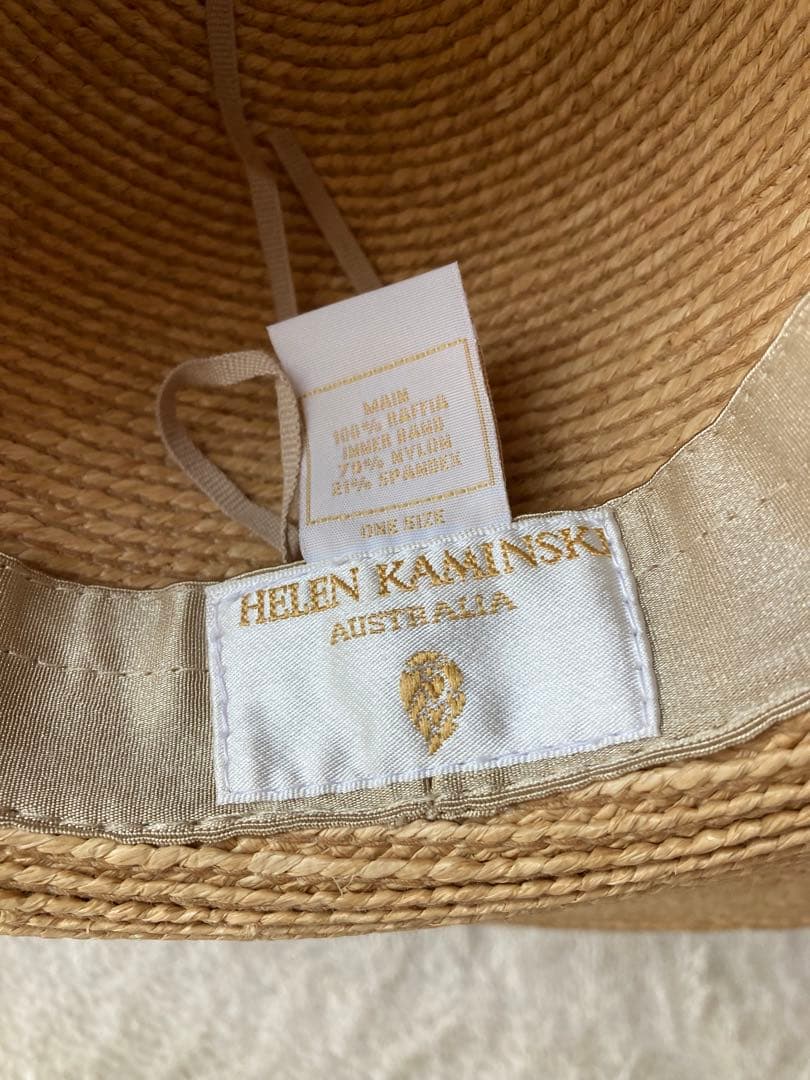 MAIN
100% RAFFIA
INNER BAND
79% NYLON
21% SPANDEX
ONE SIZE
HELEN KAMINSKI
AUSTRALIA